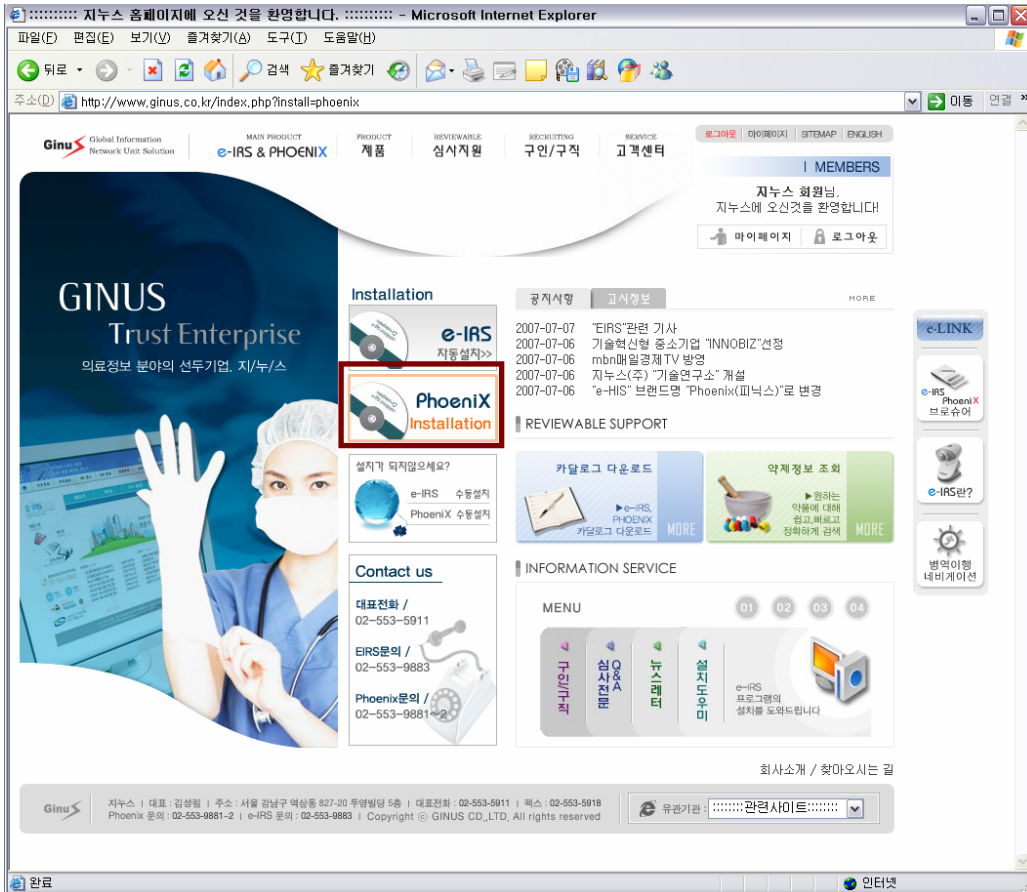 :::::::::: 지누스 홈페이지에 오신 것을 환영합니다. :::::::::: - Microsoft Internet Explorer
파일(F) 편집(E) 보기(V) 즐겨찾기(A) 도구(T) 도움말(H)
뒤로 검색 즐겨찾기
주소(D) http://www.ginus.co.kr/index.php?install=phoenix 이동 연결 »
Ginus Global Information Network Unit Solution
MAIN PRODUCT PRODUCT REVIEWABLE RECRUITING SERVICE
e-IRS & PHOENIX 제품 심사지원 구인/구직 고객센터
로그아웃 마이페이지 SITEMAP ENGLISH
| MEMBERS
지누스 회원님,
지누스에 오신것을 환영합니다!
마이페이지 로그아웃
GINUS
Trust Enterprise
의료정보 분야의 선두기업. 지/누/스
Installation
e-IRS
자동설치>>
PhoeniX
Installation
설치가 되지않으세요?
e-IRS 수동설치
PhoeniX 수동설치
Contact us
대표전화 /
02-553-5911
EIRS문의 /
02-553-9883
Phoenix문의 /
02-553-9881~2
공지사항 고시정보 MORE
2007-07-07 "EIRS"관련 기사
2007-07-06 기술혁신형 중소기업 "INNOBIZ"선정
2007-07-06 mbn매일경제TV 방영
2007-07-06 지누스(주) "기술연구소" 개설
2007-07-06 "e-HIS" 브랜드명 "Phoenix(피닉스)"로 변경
REVIEWABLE SUPPORT
카달로그 다운로드
▶e-IRS,
PHOENIX
카달로그 다운로드
MORE
약제정보 조회
▶원하는
약품에 대해
쉽고,빠르고
정확하게 검색
MORE
INFORMATION SERVICE
MENU 01 02 03 04
구인/구직
심사전문 Q&A
뉴스레터
설치도우미
e-IRS
프로그램의
설치를 도와드립니다
e-LINK
e-IRS
PhoeniX
브로슈어
e-IRS란?
병역이행
네비게이션
회사소개 / 찾아오시는 길
Ginus
지누스 | 대표 : 김성림 | 주소 : 서울 강남구 역삼동 827-20 두영빌딩 5층 | 대표전화 : 02-553-5911 | 팩스 : 02-553-5918
Phoenix 문의 : 02-553-9881~2 | e-IRS 문의 : 02-553-9883 | Copyright ⓒ GINUS CD.,LTD, All rights reserved
유관기관 : ::::::::관련사이트::::::::
완료 인터넷